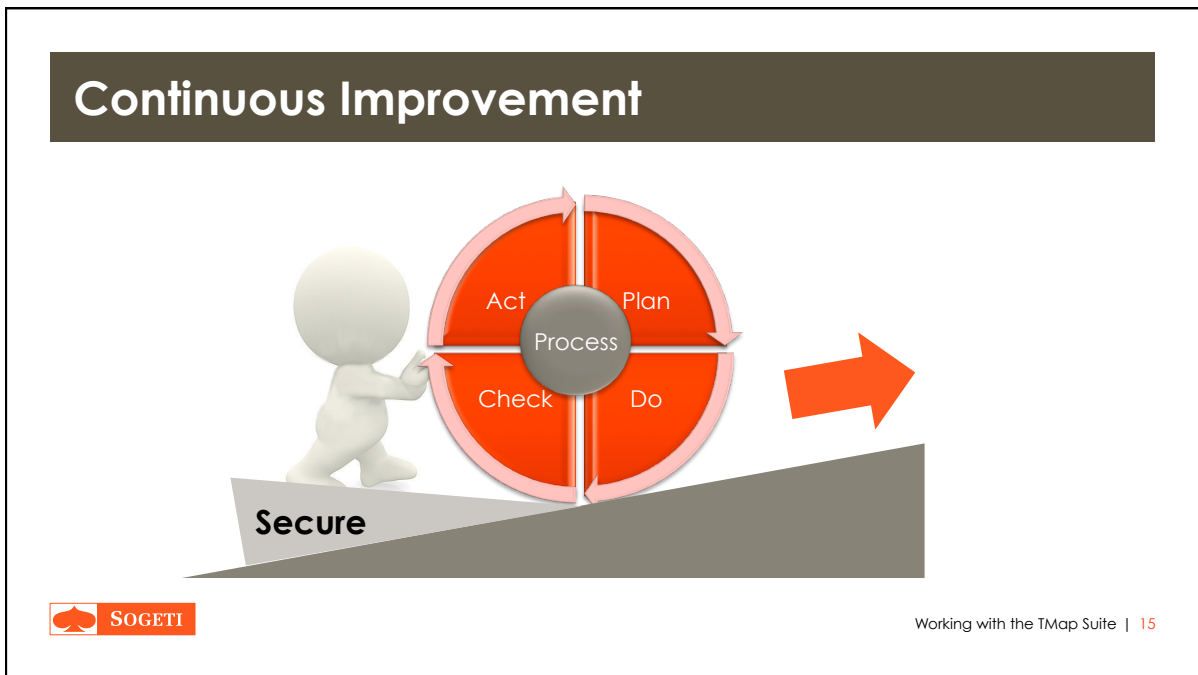 Continuous Improvement
Act
Plan
Process
Check
Do
Secure
SOGETI
Working with the TMap Suite | 15